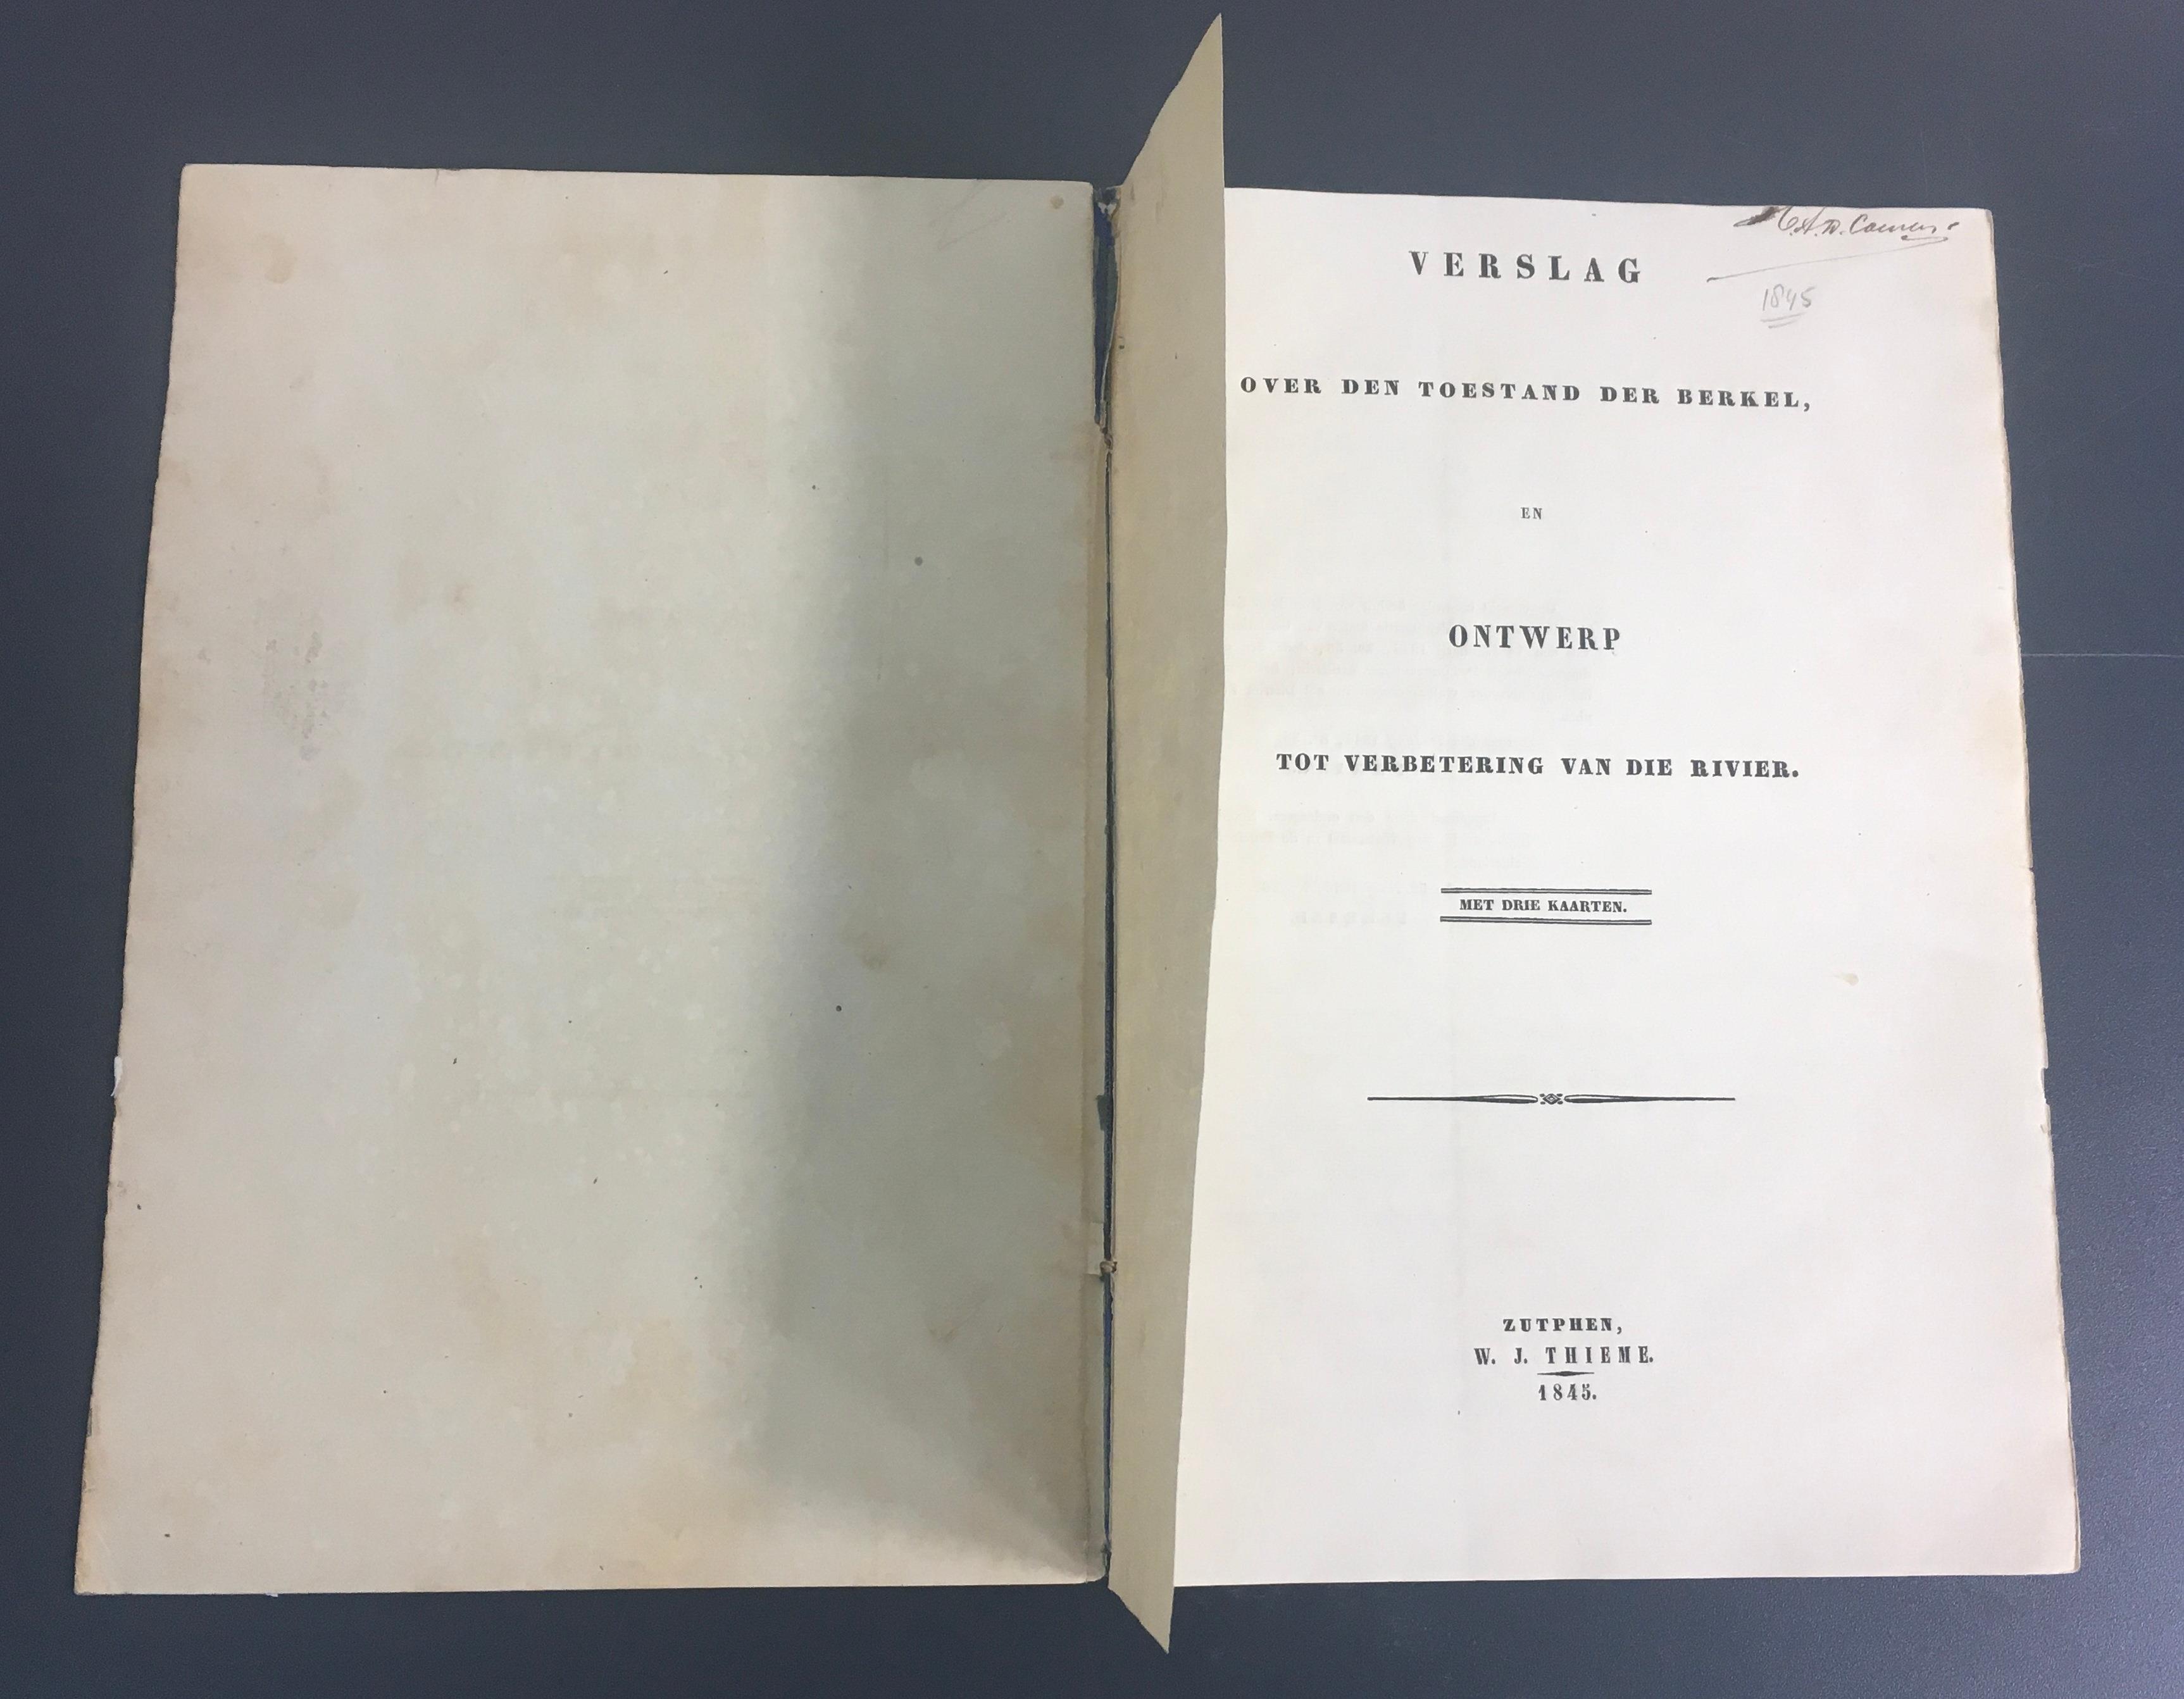 VERSLAG
1845
OVER DEN TOESTAND DER BERKEL,
EN
ONTWERP
TOT VERBETERING VAN DIE RIVIER.
MET DRIE KAARTEN.
ZUTPHEN,
W. J. THIEME.
1845.